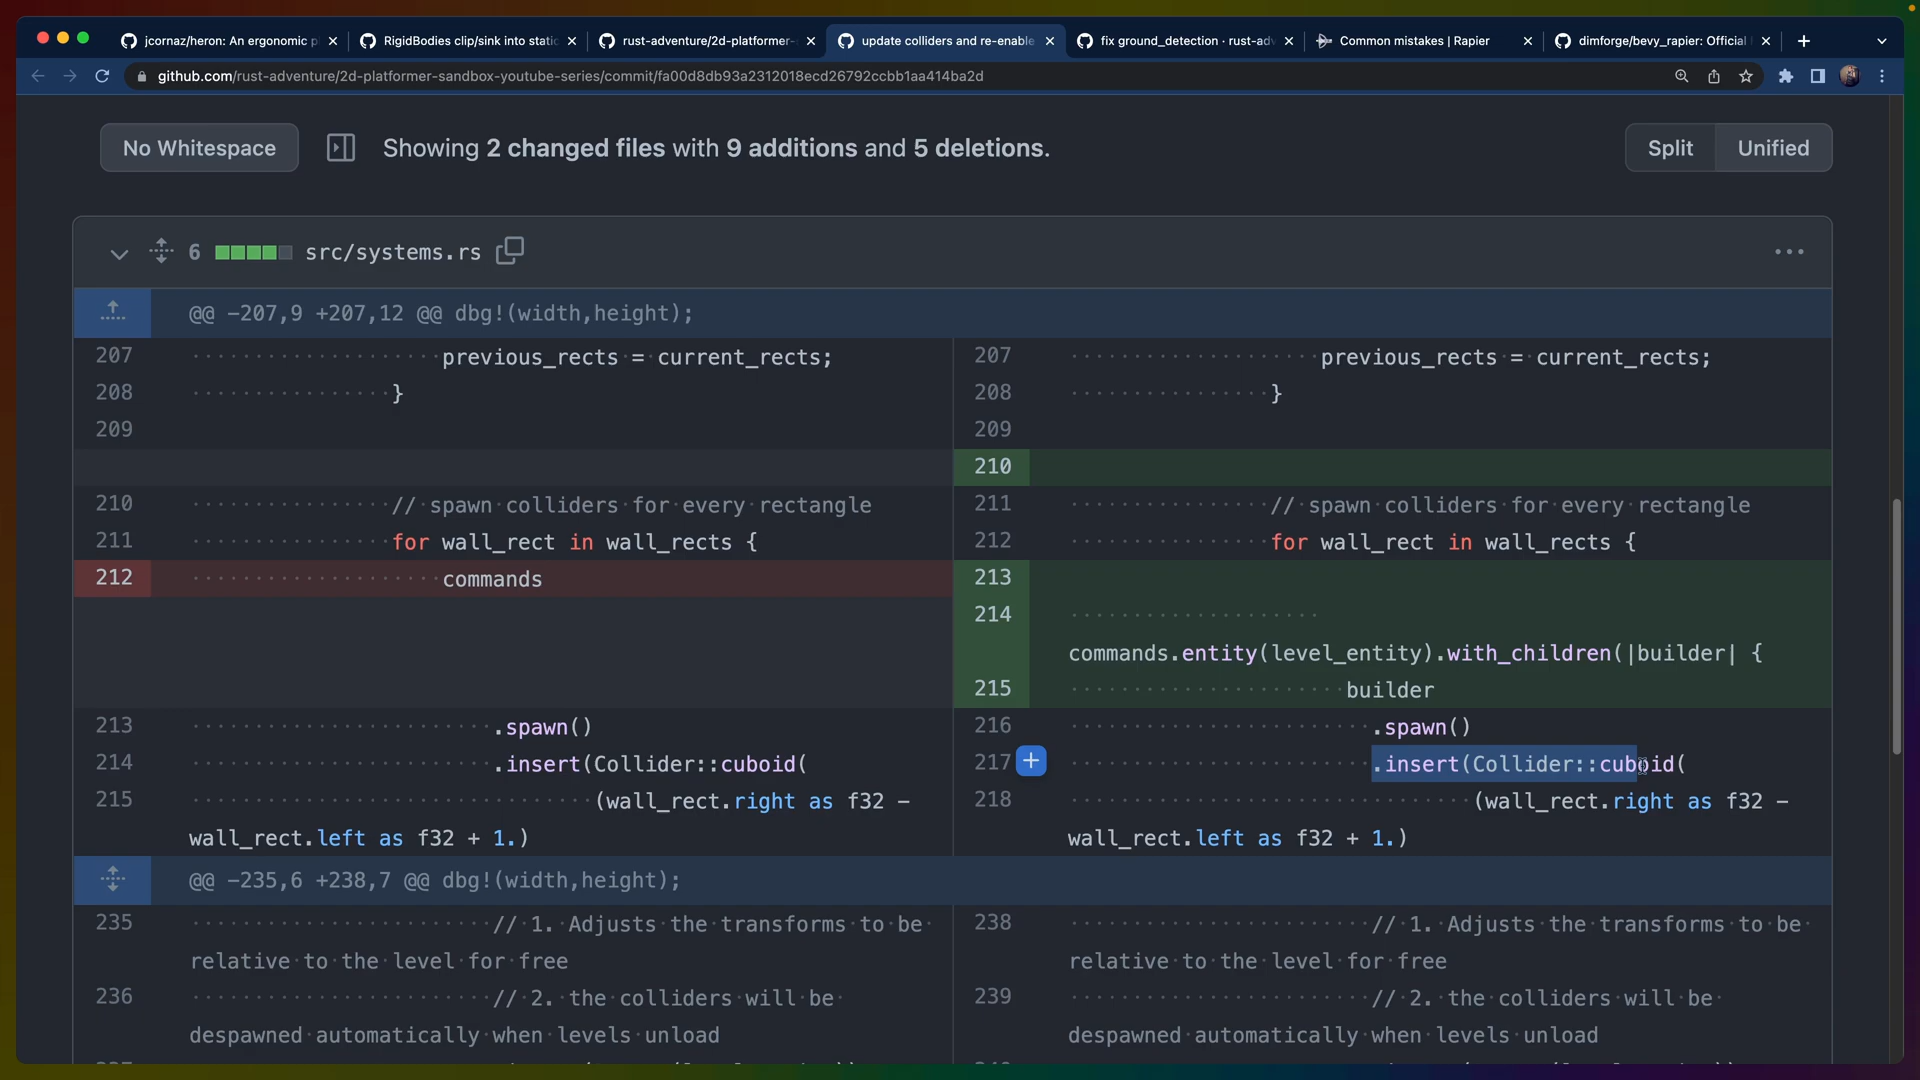 jcornaz/heron: An ergonomic p
RigidBodies clip/sink into stati
rust-adventure/2d-platformer-
update colliders and re-enable
fix ground_detection · rust-adv
Common mistakes | Rapier
dimforge/bevy_rapier: Official
github.com/rust-adventure/2d-platformer-sandbox-youtube-series/commit/fa00d8db93a2312018ecd26792ccbb1aa414ba2d
No Whitespace
Showing 2 changed files with 9 additions and 5 deletions.
Split
Unified
6 src/systems.rs
@@ -207,9 +207,12 @@ dbg!(width,height);
207 previous_rects = current_rects;
207 previous_rects = current_rects;
208 }
208 }
209
209
210
210 // spawn colliders for every rectangle
211 // spawn colliders for every rectangle
211 for wall_rect in wall_rects {
212 for wall_rect in wall_rects {
212 commands
213
214
commands.entity(level_entity).with_children(|builder| {
215 builder
213 .spawn()
216 .spawn()
214 .insert(Collider::cuboid(
217 .insert(Collider::cuboid(
215 (wall_rect.right as f32 -
218 (wall_rect.right as f32 -
wall_rect.left as f32 + 1.)
wall_rect.left as f32 + 1.)
@@ -235,6 +238,7 @@ dbg!(width,height);
235 // 1. Adjusts the transforms to be
238 // 1. Adjusts the transforms to be
relative to the level for free
relative to the level for free
236 // 2. the colliders will be
239 // 2. the colliders will be
despawned automatically when levels unload
despawned automatically when levels unload